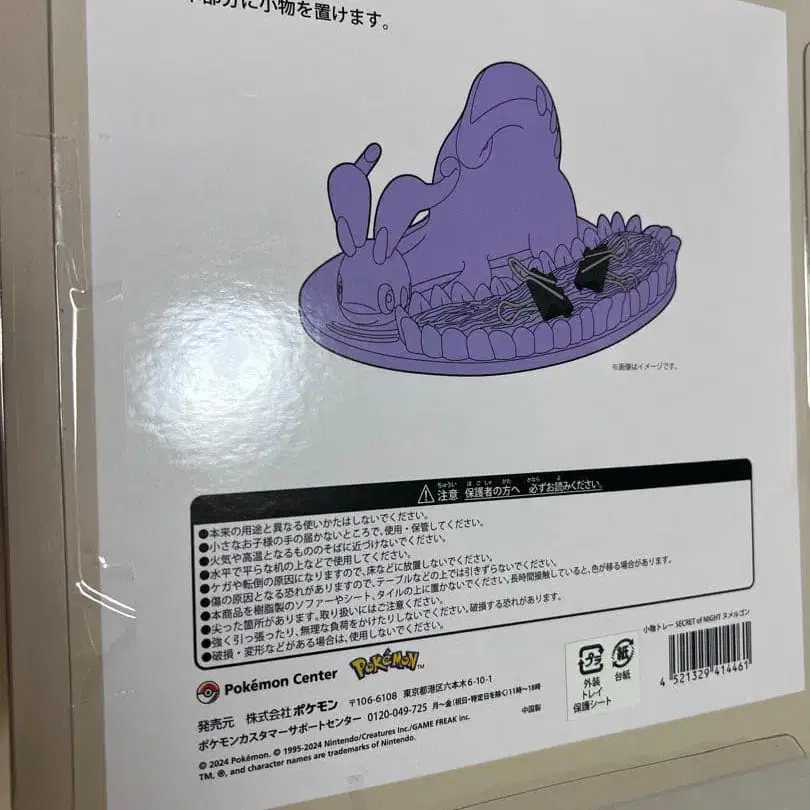 部分に小物を置けます。
※画像はイメージです。
注意 保護者の方へ 必ずお読みください。
●本来の用途と異なる使いかたはしないでください。
●小さなお子様の手の届かないところで、使用・保管してください。
●火気や高温となるもののそばに近づけないでください。
●水平で平らな机の上などで使用してください。
●ケガや転倒の原因になりますので、床などに放置しないでください。
●傷の原因となる恐れがありますので、テーブルなどの上では引きずらないでください。
●本商品を樹脂製のソファーやシート、タイルの上に置かないでください。長時間接触していると、色が移る場合があります。
●尖った箇所があります。取り扱いにはご注意ください。
●強く引っ張ったり、無理な負荷をかけたりしないでください。破損する恐れがあります。
●破損・変形などがある場合は、使用しないでください。
小物トレー SECRET of NIGHT ヌメルゴン
Pokémon Center POKéMON TM
発売元 株式会社ポケモン 〒106-6108 東京都港区六本木6-10-1
ポケモンカスタマーサポートセンター 0120-049-725 月〜金(祝日・特定日を除く)11時〜18時
中国製
© 2024 Pokémon. © 1995-2024 Nintendo/Creatures Inc./GAME FREAK inc.
TM, ®, and character names are trademarks of Nintendo.
プラ 紙
外装 台紙
トレイ
保護シート
4 521329 414461